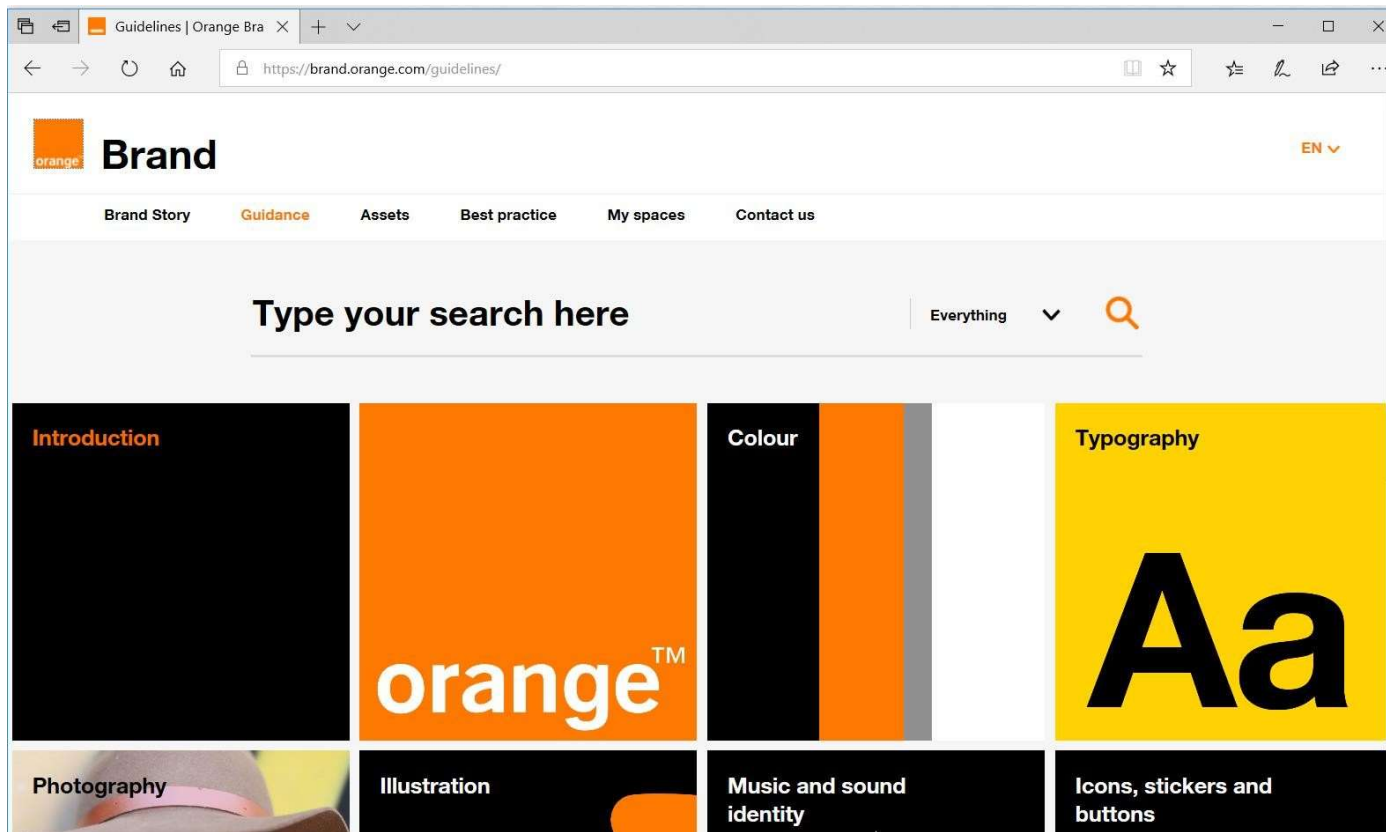 Guidelines | Orange Bra
https://brand.orange.com/guidelines/
orange
Brand
EN
Brand Story Guidance Assets Best practice My spaces Contact us
Type your search here Everything
Introduction
orange™
Colour
Typography
Aa
Photography
Illustration
Music and sound
identity
Icons, stickers and
buttons